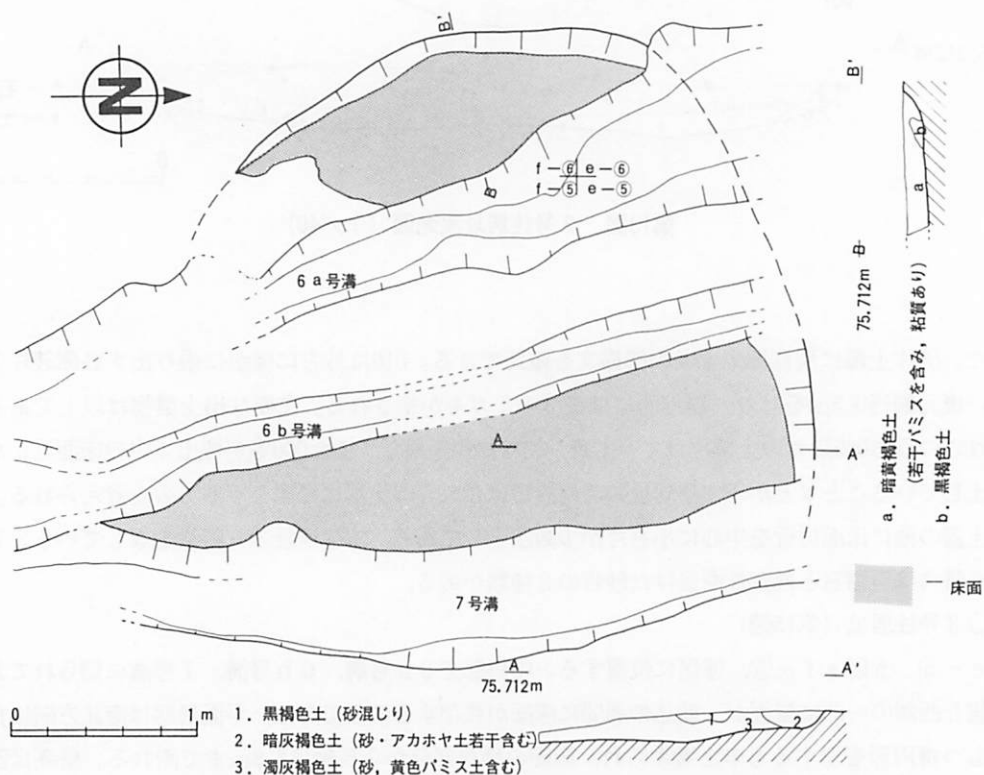 N
B'
B'
f-⑥ e-⑥
f-⑤ e-⑤
B
6a号溝
6b号溝
A
A'
7号溝
A
75.712m
A'
B
75.712m
a
b
a. 暗黄褐色土
(若干パミスを含み,粘質あり)
b. 黒褐色土
床面
0 1m
1. 黒褐色土 (砂混じり)
2. 暗灰褐色土 (砂・アカホヤ土若干含む)
3. 濁灰褐色土 (砂,黄色パミス土含む)
1
3
2